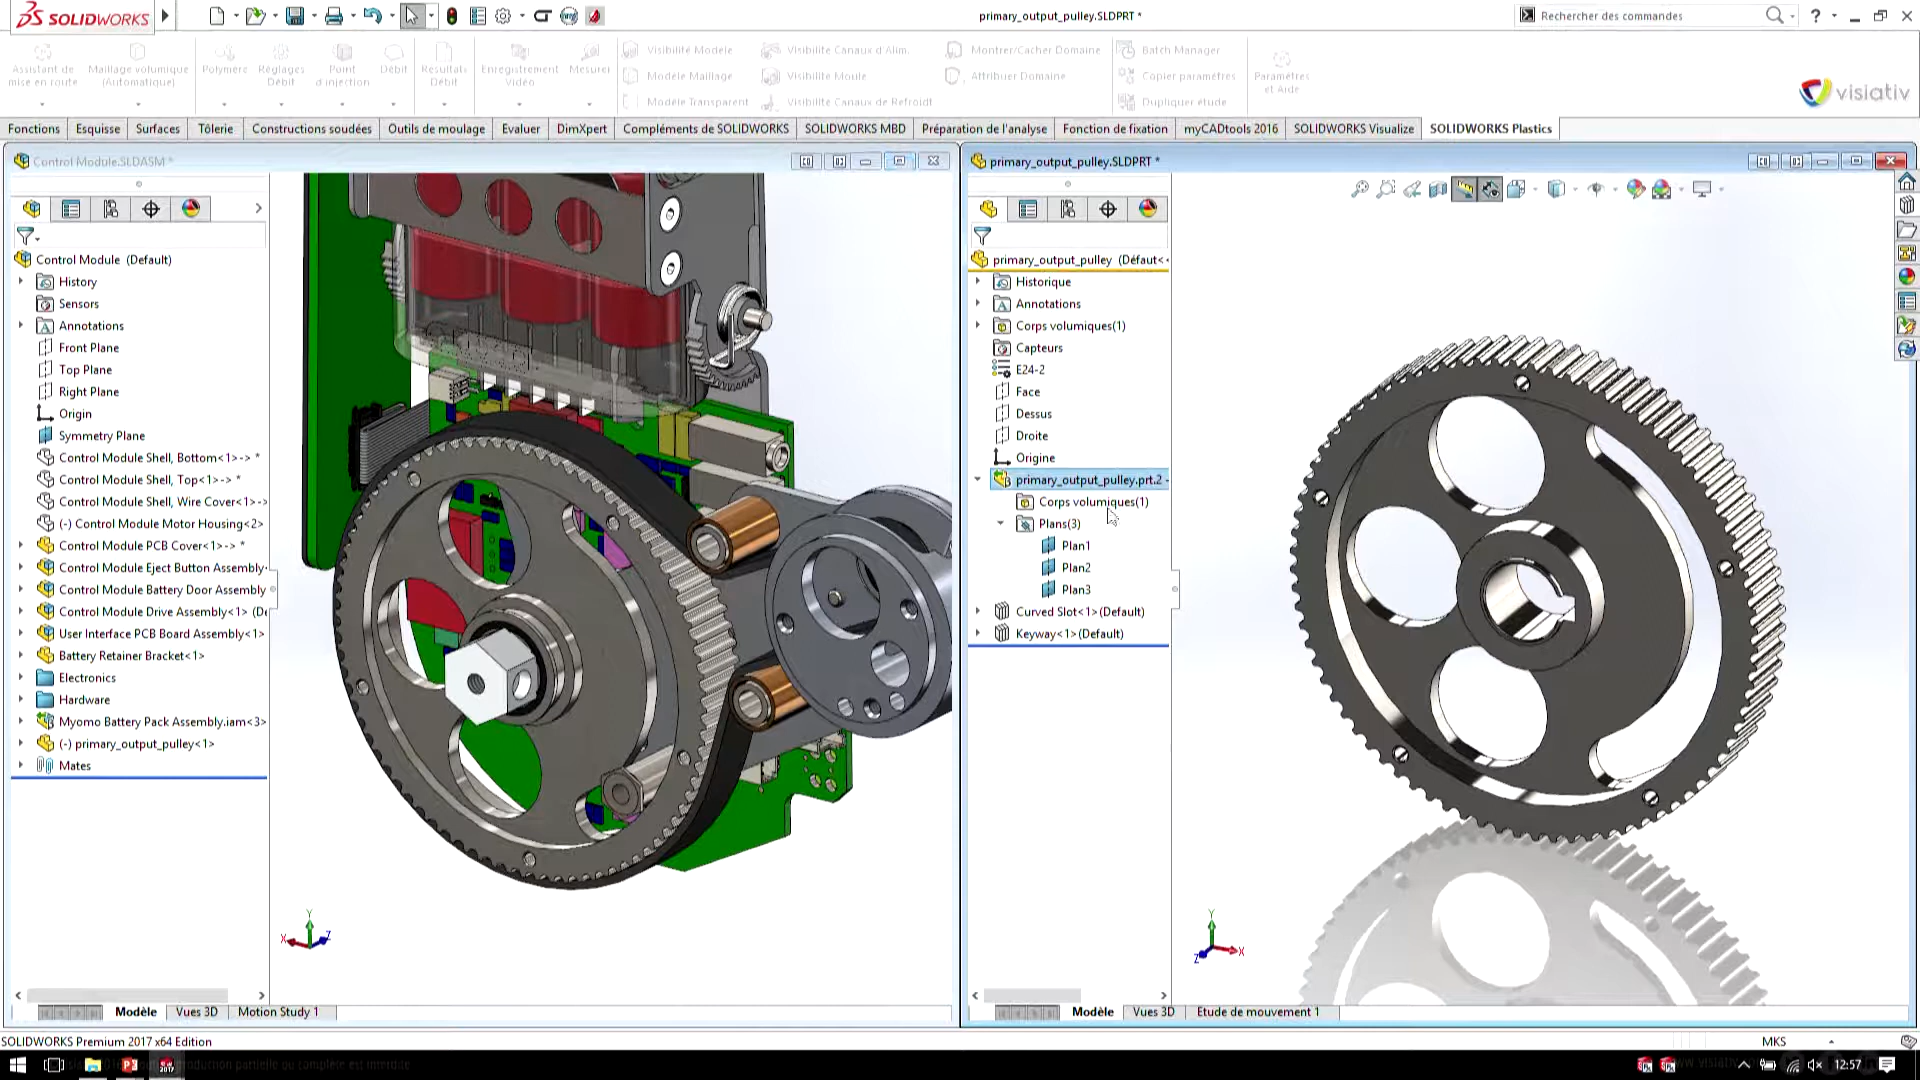 SOLIDWORKS
primary_output_pulley.SLDPRT *
Rechercher des commandes
Assistant de mise en route
Maillage volumique (Automatique)
Polymère
Réglages Débit
Point d'injection
Débit
Résultats Débit
Enregistrement Vidéo
Mesurer
Visibilité Modèle
Modèle Maillage
Modèle Transparent
Visibilité Canaux d'Alim.
Visibilité Moule
Visibilité Canaux de Refroidt
Montrer/Cacher Domaine
Attribuer Domaine
Batch Manager
Copier paramètres
Dupliquer étude
Paramètres et Aide
visiativ
Fonctions
Esquisse
Surfaces
Tôlerie
Constructions soudées
Outils de moulage
Evaluer
DimXpert
Compléments de SOLIDWORKS
SOLIDWORKS MBD
Préparation de l'analyse
Fonction de fixation
myCADtools 2016
SOLIDWORKS Visualize
SOLIDWORKS Plastics
Control Module.SLDASM *
Control Module (Default)
History
Sensors
Annotations
Front Plane
Top Plane
Right Plane
Origin
Symmetry Plane
Control Module Shell, Bottom<1>-> *
Control Module Shell, Top<1>-> *
Control Module Shell, Wire Cover<1>->
(-) Control Module Motor Housing<2>
Control Module PCB Cover<1>-> *
Control Module Eject Button Assembly
Control Module Battery Door Assembly
Control Module Drive Assembly<1> (De
User Interface PCB Board Assembly<1>
Battery Retainer Bracket<1>
Electronics
Hardware
Myomo Battery Pack Assembly.iam<3>
(-) primary_output_pulley<1>
Mates
Y
X
Z
Modèle
Vues 3D
Motion Study 1
primary_output_pulley.SLDPRT *
primary_output_pulley (Défaut<
Historique
Annotations
Corps volumiques(1)
Capteurs
E24-2
Face
Dessus
Droite
Origine
primary_output_pulley.prt.2 -
Corps volumiques(1)
Plans(3)
Plan1
Plan2
Plan3
Curved Slot<1>(Default)
Keyway<1>(Default)
Y
X
Z
Modèle
Vues 3D
Etude de mouvement 1
SOLIDWORKS Premium 2017 x64 Edition
MKS
12:57